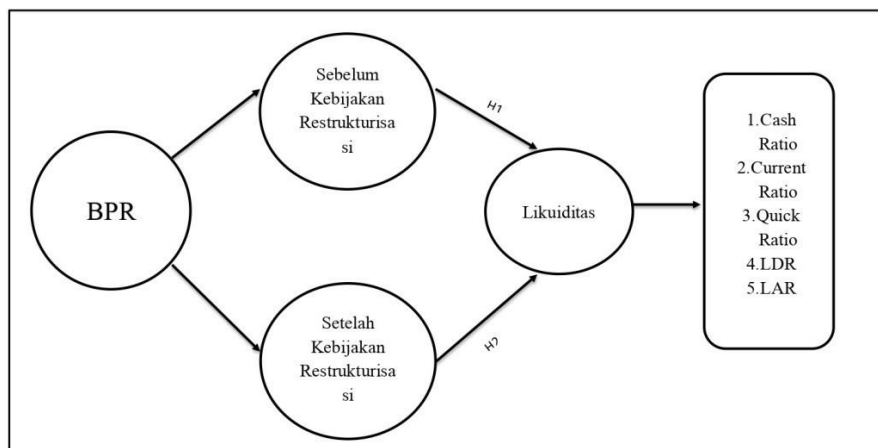 BPR
Sebelum
Kebijakan
Restrukturisa
si
H1
Setelah
Kebijakan
Restrukturisa
si
H2
Likuiditas
1.Cash
Ratio
2.Current
Ratio
3.Quick
Ratio
4.LDR
5.LAR